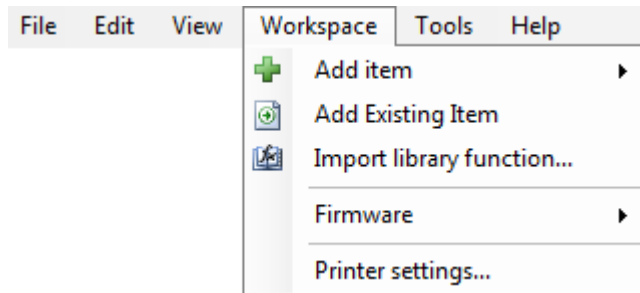 File Edit View Workspace Tools Help
Add item
Add Existing Item
Import library function...
Firmware
Printer settings...